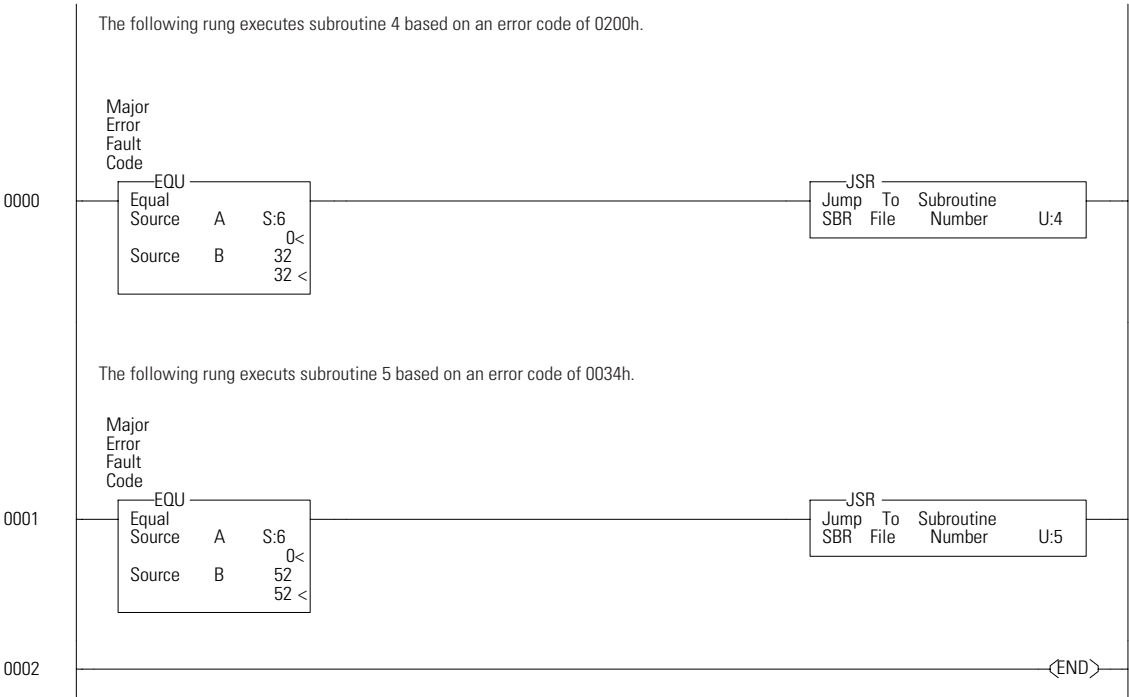 The following rung executes subroutine 4 based on an error code of 0200h.
Major
Error
Fault
Code
0000
EQU
Equal
Source A S:6
0<
Source B 32
32 <
JSR
Jump To Subroutine
SBR File Number U:4
The following rung executs subroutine 5 based on an error code of 0034h.
Major
Error
Fault
Code
0001
EQU
Equal
Source A S:6
0<
Source B 52
52 <
JSR
Jump To Subroutine
SBR File Number U:5
0002
END